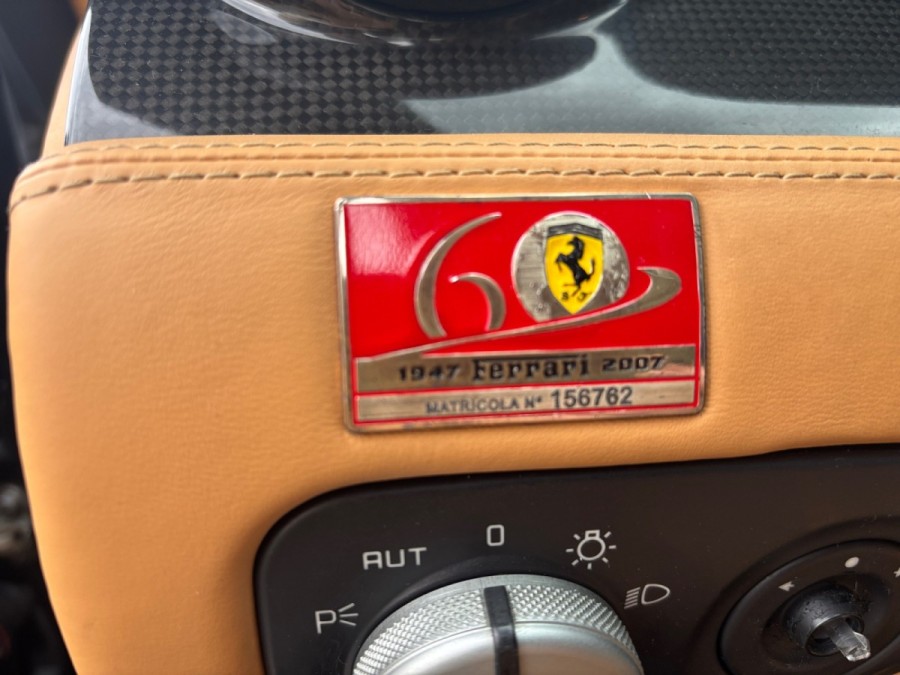 60
S F
1947 Ferrari 2007
MATRICOLA N° 156762
AUT
0
P